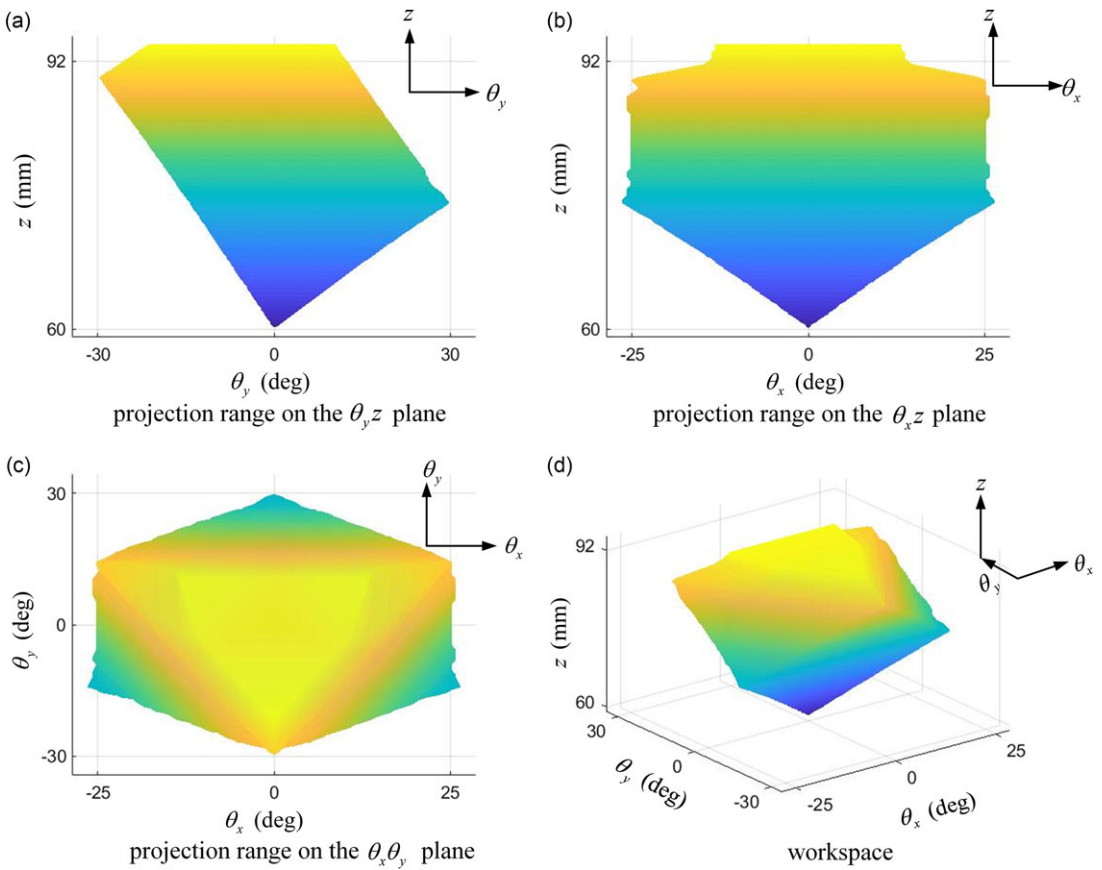 (a)
z
92
θy
z (mm)
60
-30 0 30
θy (deg)
projection range on the θyz plane
(b)
z
92
θx
z (mm)
60
-25 0 25
θx (deg)
projection range on the θxz plane
(c)
θy
30
θx
θy (deg)
0
-30
-25 0 25
θx (deg)
projection range on the θxθy plane
(d)
z
92
θx
θy
z (mm)
60
30
0
-30
θy (deg)
-25
0
25
θx (deg)
workspace